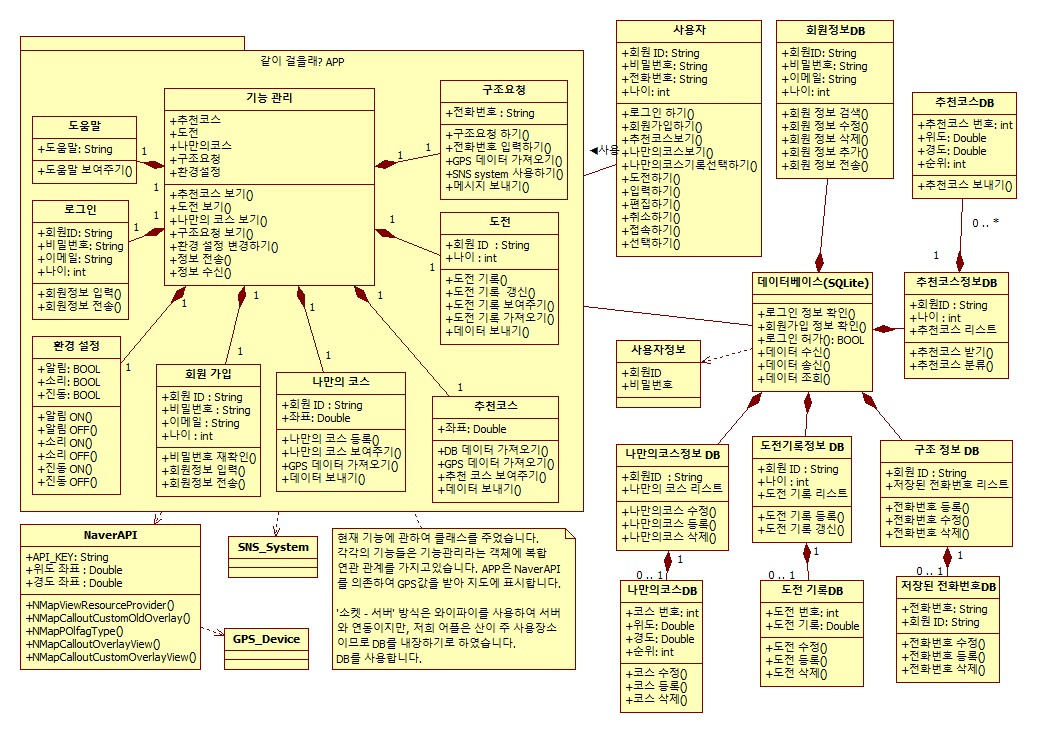 같이 걸을래? APP
기능 관리
+추천코스
+도전
+나만의코스
+구조요청
+환경설정
+추천코스 보기()
+도전 보기()
+나만의 코스 보기()
+구조요청 보기()
+환경 설정 변경하기()
+정보 전송()
+정보 수신()
도움말
+도움말: String
+도움말 보여주기()
1
1
로그인
+회원ID: String
+비밀번호: String
+이메일: String
+나이: int
+회원정보 입력()
+회원정보 전송()
1
1
환경 설정
+알림: BOOL
+소리: BOOL
+진동: BOOL
+알림 ON()
+알림 OFF()
+소리 ON()
+소리 OFF()
+진동 ON()
+진동 OFF()
1
1
회원 가입
+회원 ID : String
+비밀번호 : String
+이메일 : String
+나이 : int
+비밀번호 재확인()
+회원정보 입력()
+회원정보 전송()
1
1
나만의 코스
+회원 ID : String
+좌표: Double
+나만의 코스 등록()
+나만의 코스 보여주기()
+GPS 데이터 가져오기()
+데이터 보내기()
1
1
추천코스
+좌표: Double
+DB 데이터 가져오기()
+GPS 데이터 가져오기()
+추천 코스 보여주기()
+데이터 보내기()
1
1
구조요청
+전화번호 : String
+구조요청 하기()
+전화번호 입력하기()
+GPS 데이터 가져오기()
+SNS system 사용하기()
+메시지 보내기()
1
1
도전
+회원 ID : String
+나이 : int
+도전 기록()
+도전 기록 갱신()
+도전 기록 보여주기()
+도전 기록 가져오기()
+데이터 보내기()
1
1
◀사용
사용자
+회원 ID: String
+비밀번호: String
+전화번호: String
+나이: int
+로그인 하기()
+회원가입하기()
+추천코스보기()
+나만의코스보기()
+나만의코스기록선택하기()
+도전하기()
+입력하기()
+편집하기()
+취소하기()
+접속하기()
+선택하기()
회원정보DB
+회원ID: String
+비밀번호: String
+이메일: String
+나이: int
+회원 정보 검색()
+회원 정보 수정()
+회원 정보 삭제()
+회원 정보 추가()
+회원 정보 전송()
추천코스DB
+추천코스 번호: int
+위도: Double
+경도: Double
+순위: int
+추천코스 보내기()
0 .. *
1
데이터베이스(SQLite)
+로그인 정보 확인()
+회원가입 정보 확인()
+로그인 허가(): BOOL
+데이터 수신()
+데이터 송신()
+데이터 조회()
추천코스정보DB
+회원ID : String
+나이 : int
+추천코스 리스트
+추천코스 받기()
+추천코스 분류()
사용자정보
+회원ID
+비밀번호
나만의코스정보 DB
+회원ID : String
+나만의 코스 리스트
+나만의코스 수정()
+나만의코스 등록()
+나만의코스 삭제()
1
0 .. 1
나만의코스DB
+코스 번호: int
+위도: Double
+경도: Double
+순위: int
+코스 수정()
+코스 등록()
+코스 삭제()
도전기록정보 DB
+회원 ID : String
+나이 : int
+도전 기록 리스트
+도전 기록 등록()
+도전 기록 갱신()
1
0 .. 1
도전 기록DB
+도전 번호: int
+도전 기록: Double
+도전 수정()
+도전 등록()
+도전 삭제()
구조 정보 DB
+회원 ID : String
+저장된 전화번호 리스트
+전화번호 등록()
+전화번호 수정()
+전화번호 삭제()
1
0 .. 1
저장된 전화번호DB
+전화번호: String
+회원 ID: String
+전화번호 수정()
+전화번호 등록()
+전화번호 삭제()
NaverAPI
+API_KEY: String
+위도 좌표 : Double
+경도 좌표: Double
+NMapViewResourceProvider()
+NMapCalloutCustomOldOverlay()
+NMapPOIfagType()
+NMapCalloutOverlayView()
+NMapCalloutCustomOverlayView()
SNS_System
GPS_Device
현재 기능에 관하여 클래스를 주었습니다.
각각의 기능들은 기능관리라는 객체에 복합
연관 관계를 가지고있습니다. APP은 NaverAPI
를 의존하여 GPS값을 받아 지도에 표시합니다.
'소켓 - 서버' 방식은 와이파이를 사용하여 서버
와 연동이지만, 저희 어플은 산이 주 사용장소
이므로 DB를 내장하기로 하였습니다.
DB를 사용합니다.